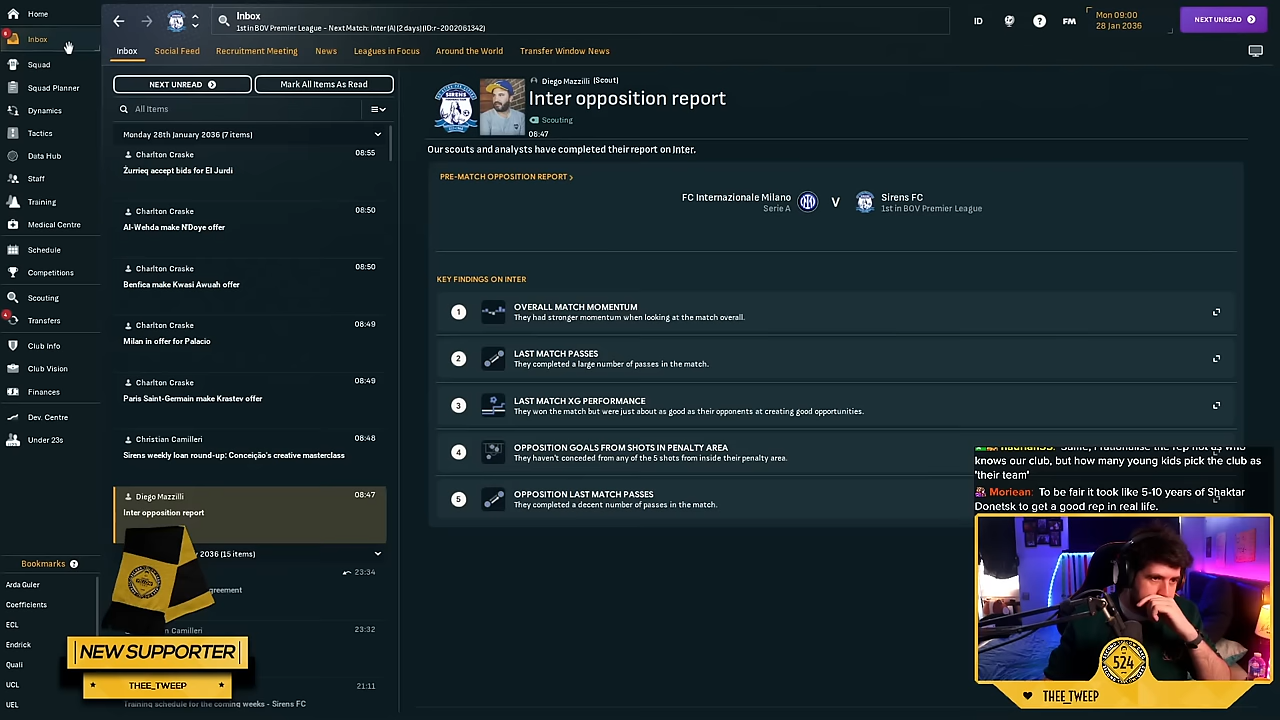 Home
Inbox
Squad
Squad Planner
Dynamics
Tactics
Data Hub
Staff
Training
Medical Centre
Schedule
Competitions
Scouting
Transfers
Club Info
Club Vision
Finances
Dev. Centre
Under 23s
Bookmarks
Arda Guler
Coefficients
ECL
Endrick
Quali
UCL
UEL
Inbox
1st in BOV Premier League - Next Match: Inter (A) (2 days) (ID:r-2002061342)
ID
FM
Mon 09:00
28 Jan 2036
NEXT UNREAD
Inbox
Social Feed
Recruitment Meeting
News
Leagues in Focus
Around the World
Transfer Window News
NEXT UNREAD
Mark All Items As Read
All Items
Monday 28th January 2036 (7 items)
Charlton Craske 08:55
Żurrieq accept bids for El Jurdi
Charlton Craske 08:50
Al-Wehda make N'Doye offer
Charlton Craske 08:50
Benfica make Kwasi Awuah offer
Charlton Craske 08:49
Milan in offer for Palacio
Charlton Craske 08:49
Paris Saint-Germain make Krastev offer
Christian Camilleri 08:48
Sirens weekly loan round-up: Conceição's creative masterclass
Diego Mazzilli 08:47
Inter opposition report
2036 (15 items)
23:34
greement
Camilleri 23:32
21:11
Training schedule for the coming weeks - Sirens FC
Diego Mazzilli (Scout)
Inter opposition report
Scouting
08:47
Our scouts and analysts have completed their report on Inter.
PRE-MATCH OPPOSITION REPORT
FC Internazionale Milano
Serie A
V
Sirens FC
1st in BOV Premier League
KEY FINDINGS ON INTER
1
OVERALL MATCH MOMENTUM
They had stronger momentum when looking at the match overall.
2
LAST MATCH PASSES
They completed a large number of passes in the match.
3
LAST MATCH XG PERFORMANCE
They won the match but were just about as good as their opponents at creating good opportunities.
4
OPPOSITION GOALS FROM SHOTS IN PENALTY AREA
They haven't conceded from any of the 5 shots from inside their penalty area.
5
OPPOSITION LAST MATCH PASSES
They completed a decent number of passes in the match.
knows our club, but how many young kids pick the club as
'their team'
Moriean: To be fair it took like 5-10 years of Shaktar
Donetsk to get a good rep in real life.
NEW SUPPORTER
THEE_TWEEP
524
THEE_TWEEP